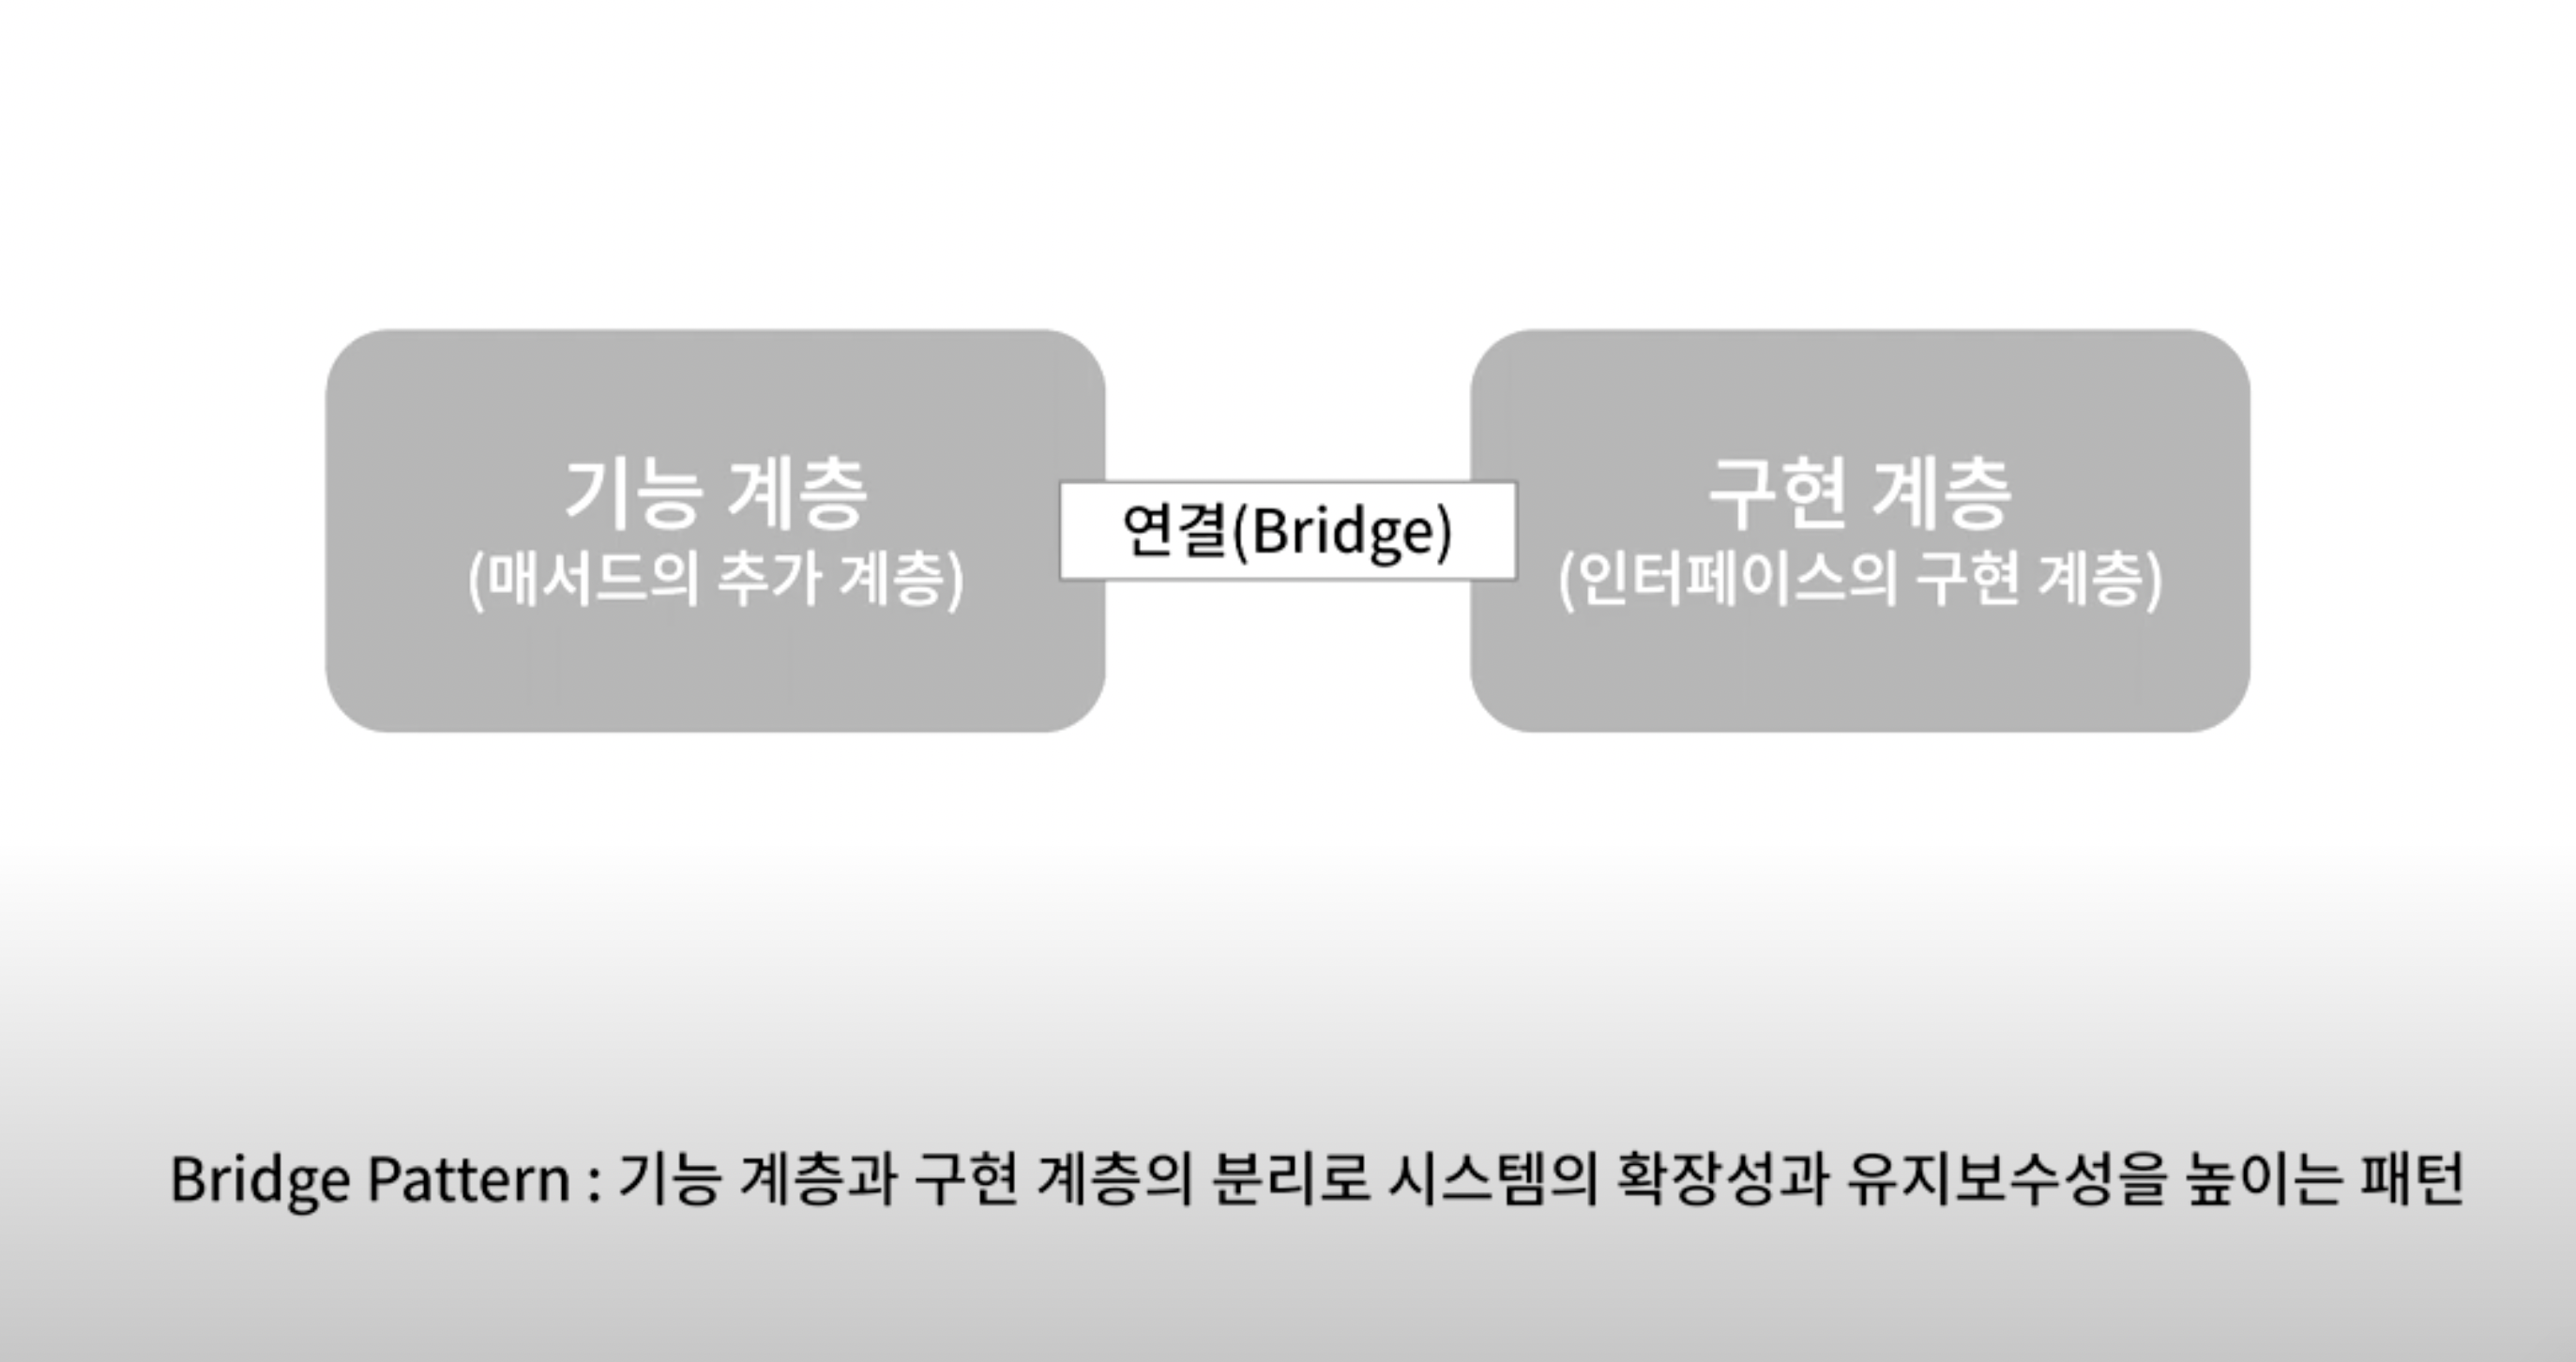 기능 계층
(매서드의 추가 계층)
연결(Bridge)
구현 계층
(인터페이스의 구현 계층)
Bridge Pattern : 기능 계층과 구현 계층의 분리로 시스템의 확장성과 유지보수성을 높이는 패턴